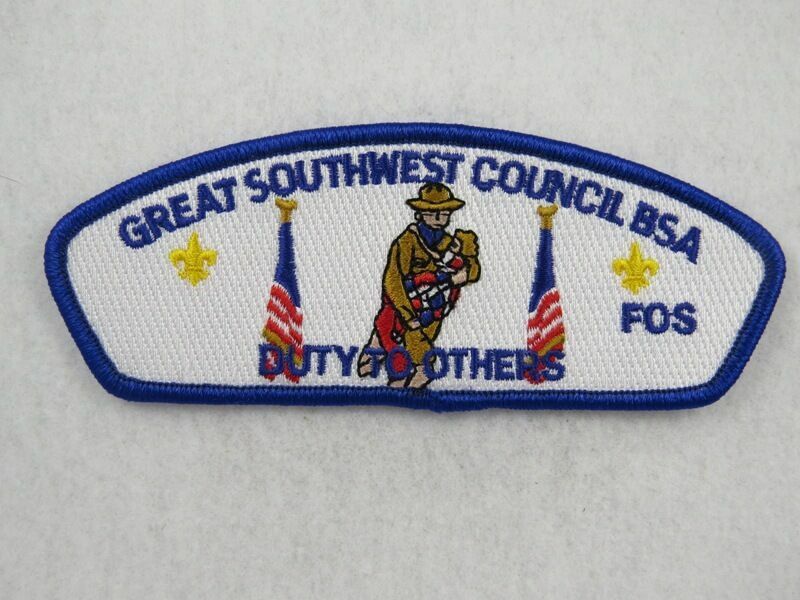 GREAT SOUTHWEST COUNCIL BSA
FOS
DUTY TO OTHERS